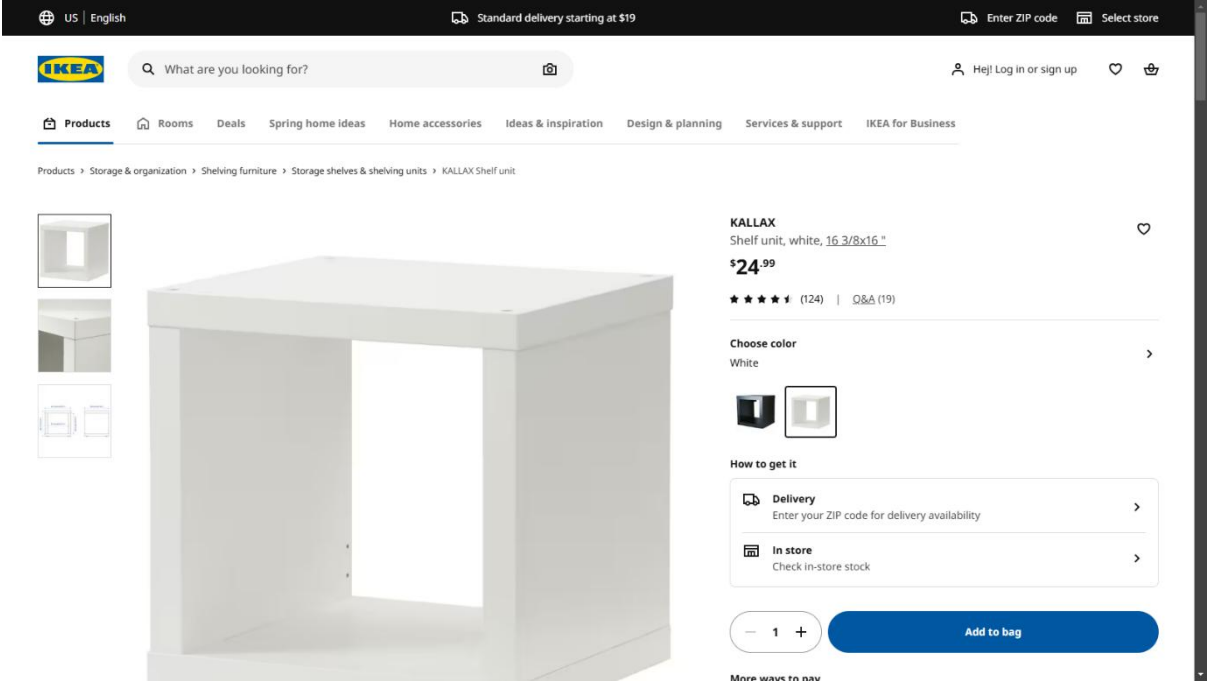 US | English
Standard delivery starting at $19
Enter ZIP code
Select store
IKEA
What are you looking for?
Hej! Log in or sign up
Products
Rooms
Deals
Spring home ideas
Home accessories
Ideas & inspiration
Design & planning
Services & support
IKEA for Business
Products › Storage & organization › Shelving furniture › Storage shelves & shelving units › KALLAX Shelf unit
KALLAX
Shelf unit, white, 16 3/8x16 "
$24.99
(124) | Q&A (19)
Choose color
White
How to get it
Delivery
Enter your ZIP code for delivery availability
In store
Check in-store stock
— 1 +
Add to bag
More ways to pay